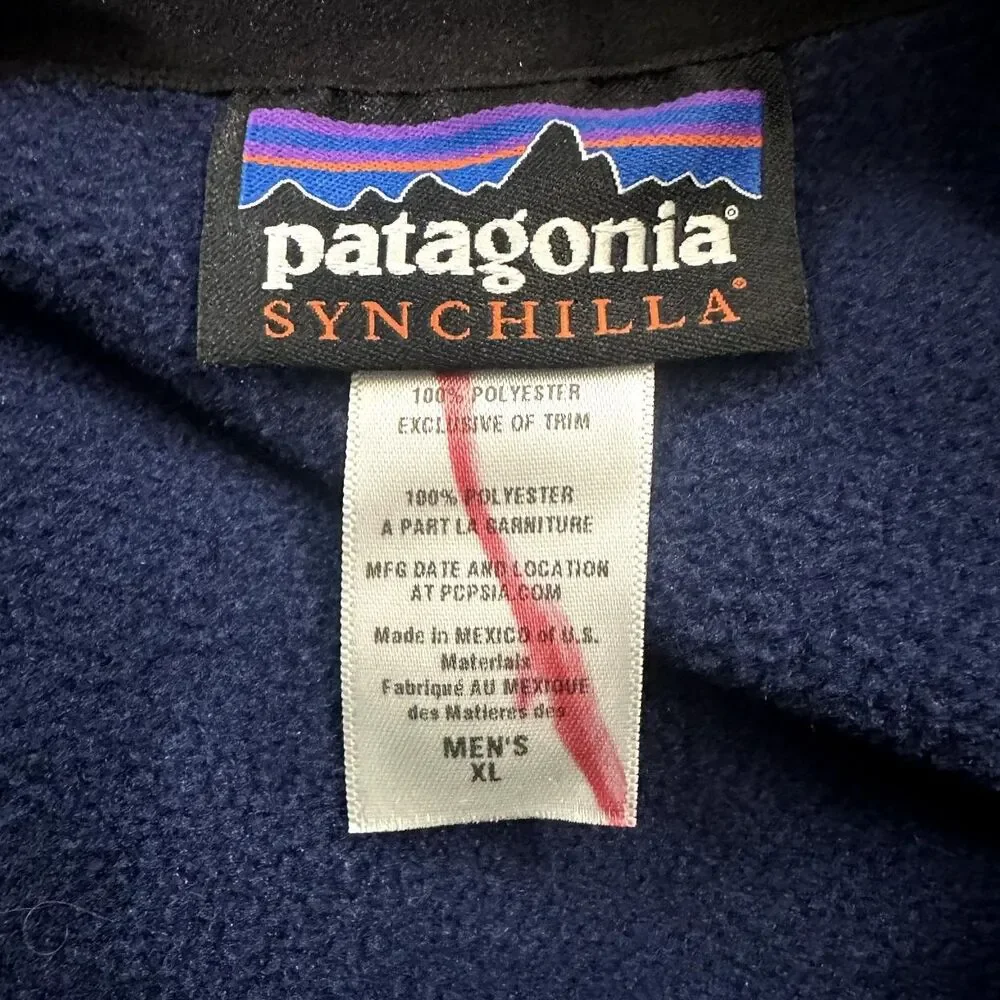 patagonia®
SYNCHILLA®
100% POLYESTER
EXCLUSIVE OF TRIM
100% POLYESTER
A PART LA GARNITURE
MFG DATE AND LOCATION
AT PCPSIA.COM
Made in MEXICO of U.S.
Materials
Fabriqué AU MEXIQUE
des Matieres des
MEN'S
XL